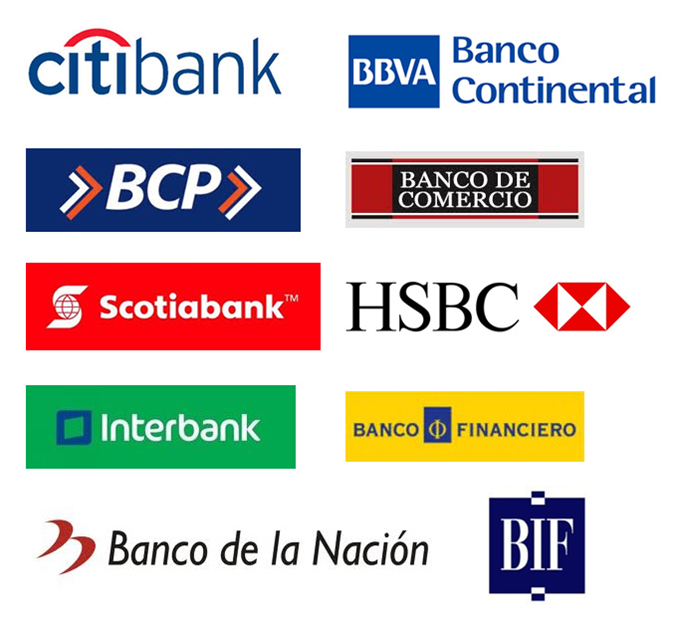 citibank
BBVA Banco
Continental
BCP
BANCO DE
COMERCIO
Scotiabank™
HSBC
Interbank
BANCO FINANCIERO
Banco de la Nación
BIF